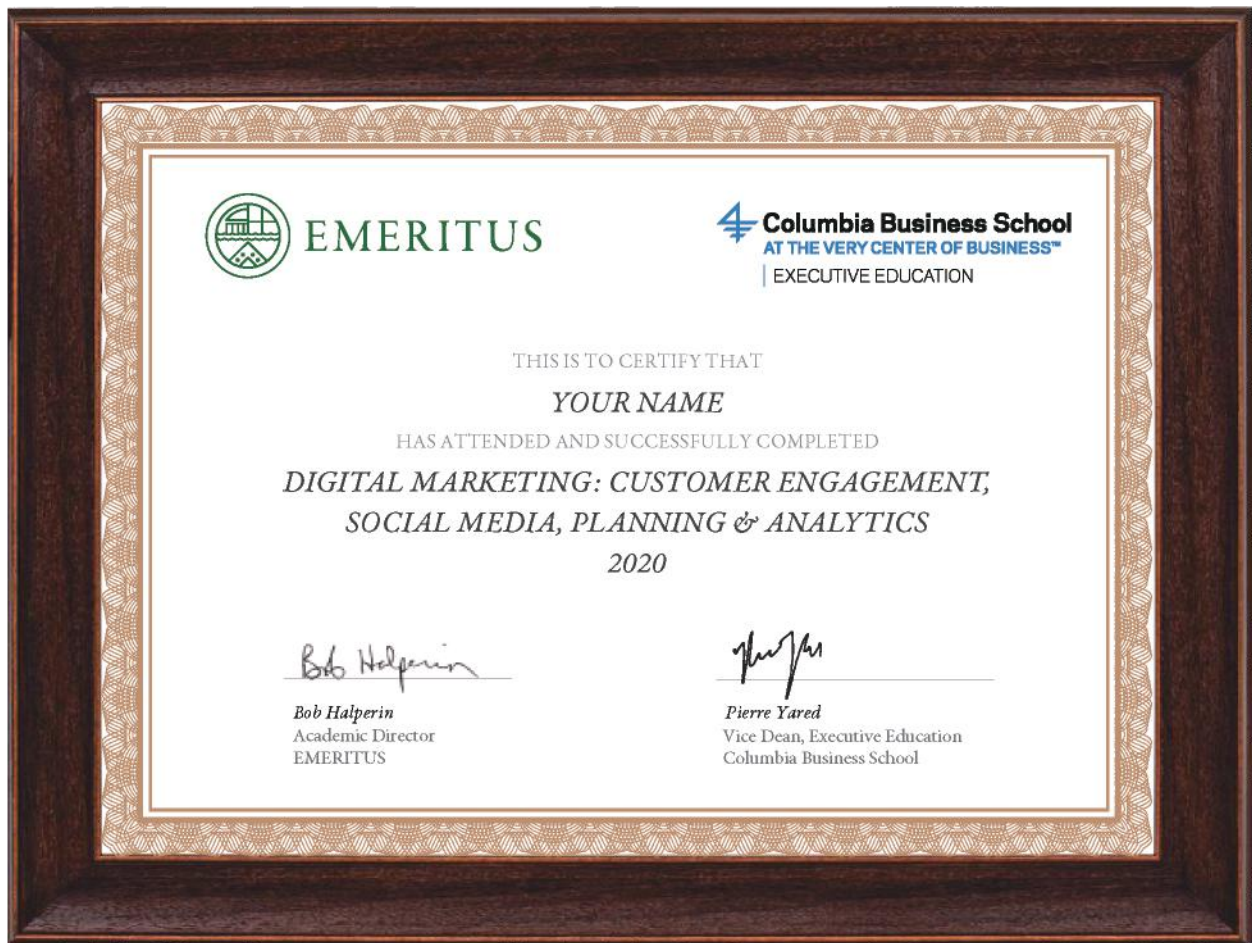 EMERITUS
Columbia Business School
AT THE VERY CENTER OF BUSINESS™
EXECUTIVE EDUCATION
THIS IS TO CERTIFY THAT
YOUR NAME
HAS ATTENDED AND SUCCESSFULLY COMPLETED
DIGITAL MARKETING: CUSTOMER ENGAGEMENT,
SOCIAL MEDIA, PLANNING & ANALYTICS
2020
Bob Halperin
Bob Halperin
Academic Director
EMERITUS
Pierre Yared
Vice Dean, Executive Education
Columbia Business School